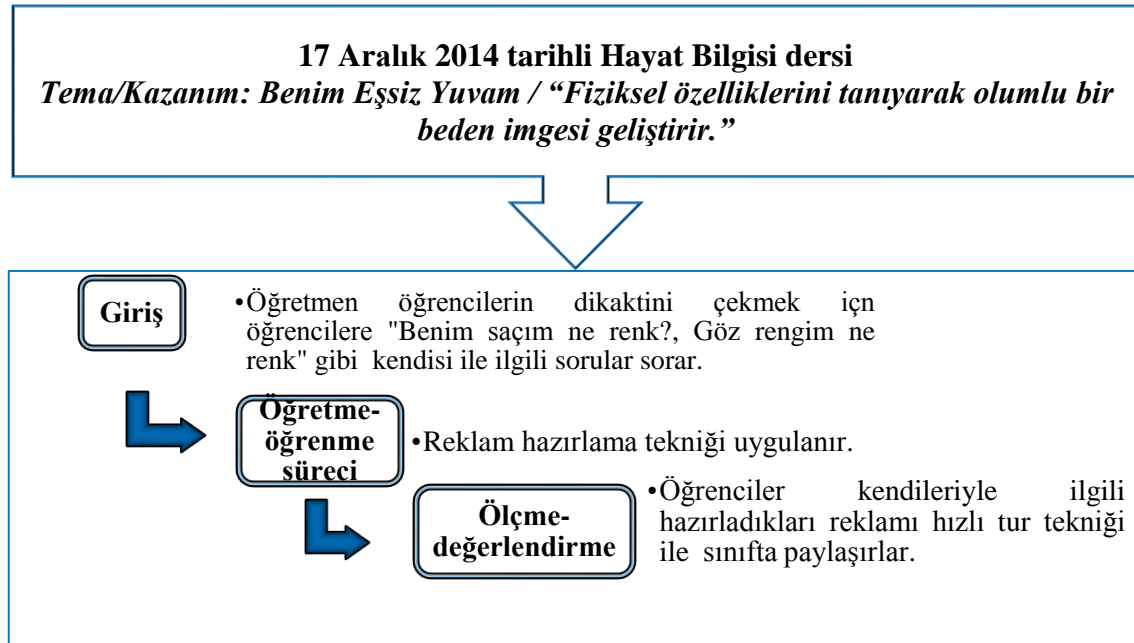 17 Aralık 2014 tarihli Hayat Bilgisi dersi
Tema/Kazanım: Benim Eşsiz Yuvam / “Fiziksel özelliklerini tanıyarak olumlu bir
beden imgesi geliştirir.”
Giriş
•Öğretmen öğrencilerin dikaktini çekmek içn
öğrencilere "Benim saçım ne renk?, Göz rengim ne
renk" gibi kendisi ile ilgili sorular sorar.
Öğretme-
öğrenme
süreci
•Reklam hazırlama tekniği uygulanır.
Ölçme-
değerlendirme
•Öğrenciler kendileriyle ilgili
hazırladıkları reklamı hızlı tur tekniği
ile sınıfta paylaşırlar.